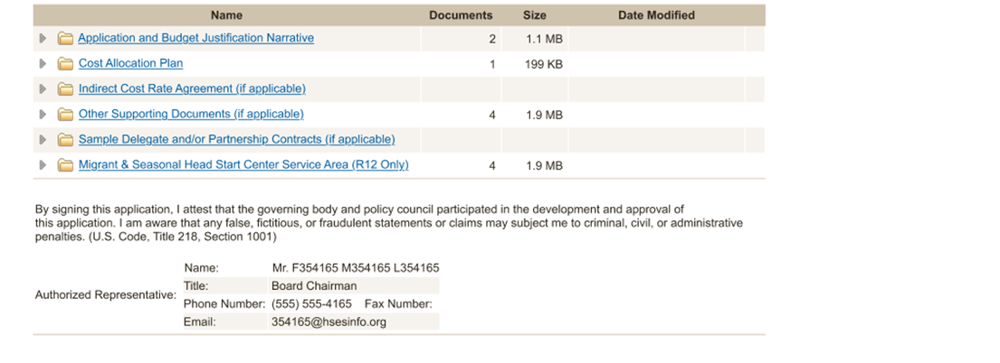 Name Documents Size Date Modified
Application and Budget Justification Narrative 2 1.1 MB
Cost Allocation Plan 1 199 KB
Indirect Cost Rate Agreement (if applicable)
Other Supporting Documents (if applicable) 4 1.9 MB
Sample Delegate and/or Partnership Contracts (if applicable)
Migrant & Seasonal Head Start Center Service Area (R12 Only) 4 1.9 MB
By signing this application, I attest that the governing body and policy council participated in the development and approval of
this application. I am aware that any false, fictitious, or fraudulent statements or claims may subject me to criminal, civil, or administrative
penalties. (U.S. Code, Title 218, Section 1001)
Authorized Representative:
Name: Mr. F354165 M354165 L354165
Title: Board Chairman
Phone Number: (555) 555-4165 Fax Number:
Email: 354165@hsesinfo.org